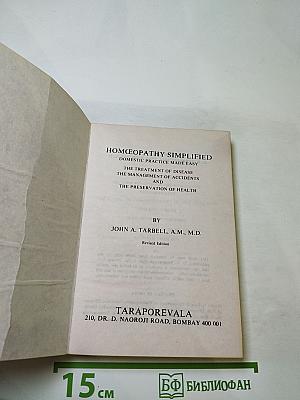 HOMŒOPATHY SIMPLIFIED
DOMESTIC PRACTICE MADE EASY
THE TREATMENT OF DISEASE
THE MANAGEMENT OF ACCIDENTS
AND
THE PRESERVATION OF HEALTH
BY
JOHN A. TARBELL, A.M., M.D.
Revised Edition
TARAPOREVALA
210, DR. D. NAOROJI ROAD, BOMBAY 400 001
15 СМ
БФ БИБЛИОФАН